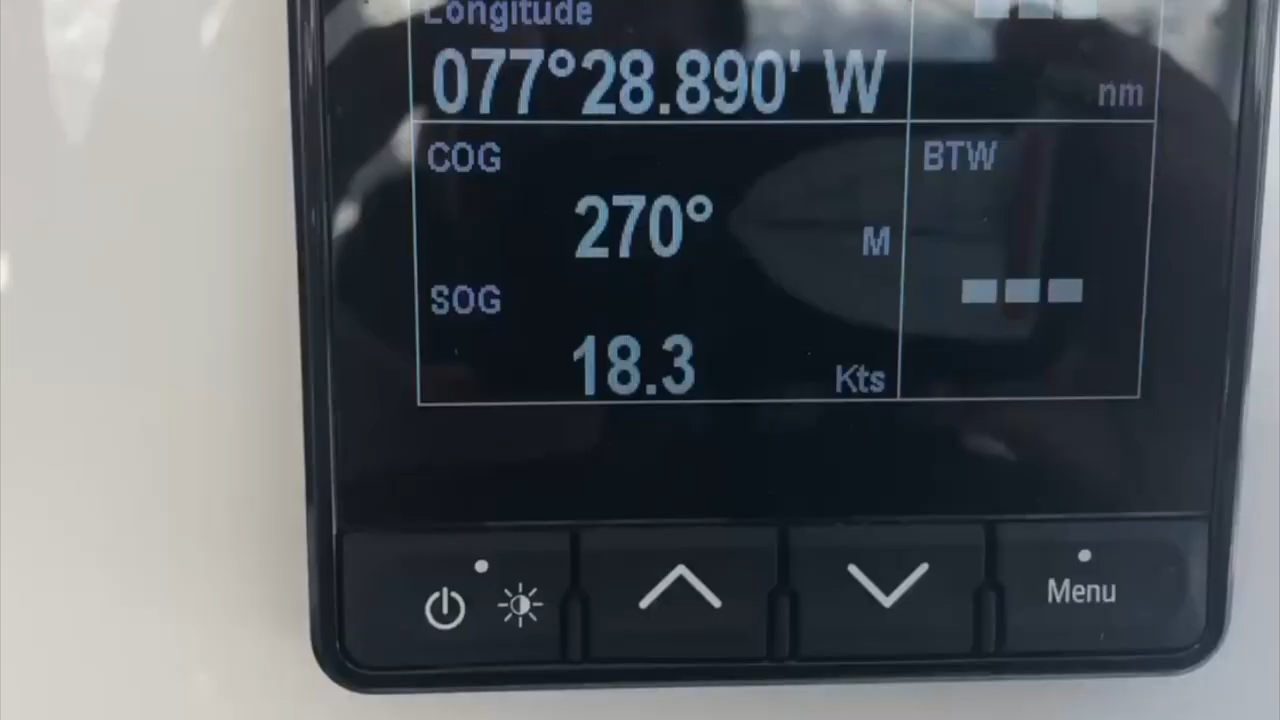 Longitude
077°28.890' W
nm
COG
BTW
270°
M
SOG
18.3
Kts
Menu